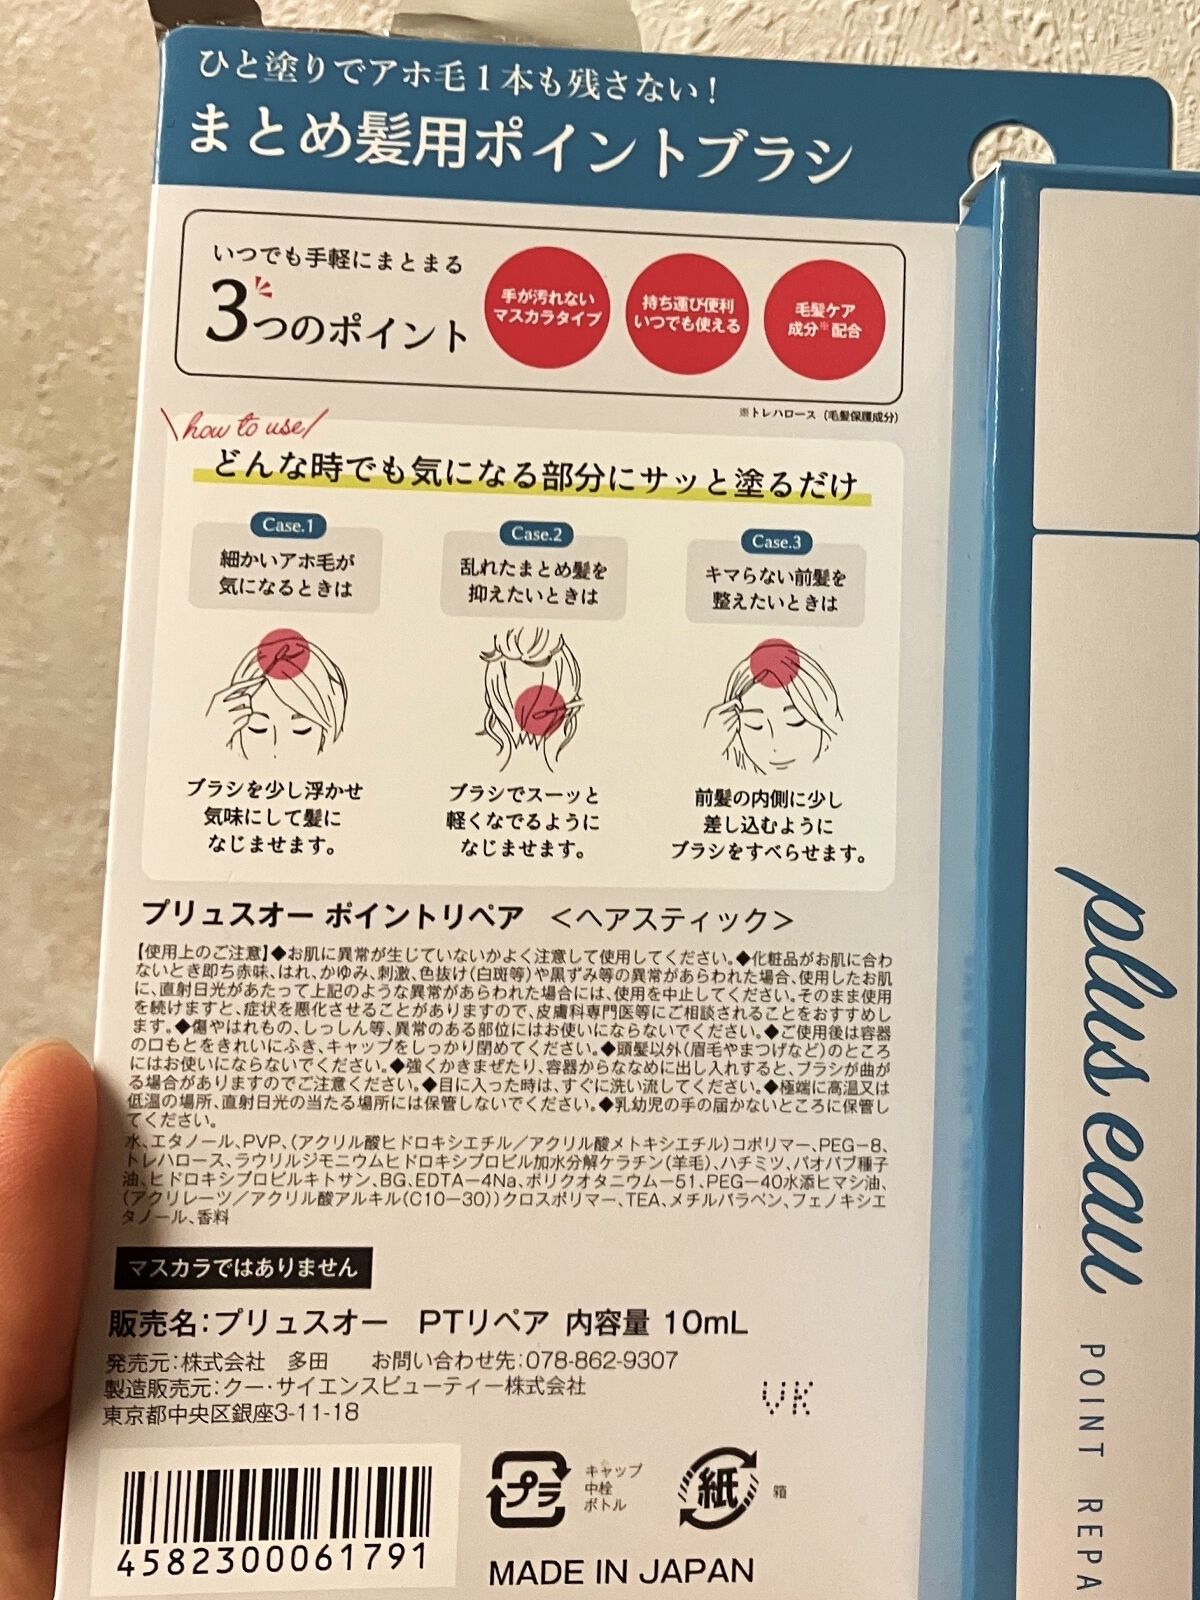 ひと塗りでアホ毛1本も残さない!
まとめ髪用ポイントブラシ
いつでも手軽にまとまる
3つのポイント
手が汚れない
マスカラタイプ
持ち運び便利
いつでも使える
毛髪ケア
成分※配合
※トレハロース(毛髪保護成分)
how to use
どんな時でも気になる部分にサッと塗るだけ
Case.1
細かいアホ毛が
気になるときは
ブラシを少し浮かせ
気味にして髪に
なじませます。
Case.2
乱れたまとめ髪を
抑えたいときは
ブラシでスーッと
軽くなでるように
なじませます。
Case.3
キマらない前髪を
整えたいときは
前髪の内側に少し
差し込むように
ブラシをすべらせます。
プリュスオー ポイントリペア <ヘアスティック>
【使用上のご注意】◆お肌に異常が生じていないかよく注意して使用してください。◆化粧品がお肌に合わ
ないとき即ち赤味、はれ、かゆみ、刺激、色抜け(白斑等)や黒ずみ等の異常があらわれた場合、使用したお肌
に、直射日光があたって上記のような異常があらわれた場合には、使用を中止してください。そのまま使用
を続けますと、症状を悪化させることがありますので、皮膚科専門医等にご相談されることをおすすめし
ます。◆傷やはれもの、しっしん等、異常のある部位にはお使いにならないでください。◆ご使用後は容器
の口もとをきれいにふき、キャップをしっかり閉めてください。◆頭髪以外(眉毛やまつげなど)のところ
にはお使いにならないでください。◆強くかきまぜたり、容器からななめに出し入れすると、ブラシが曲が
る場合がありますのでご注意ください。◆目に入った時は、すぐに洗い流してください。◆極端に高温又は
低温の場所、直射日光の当たる場所には保管しないでください。◆乳幼児の手の届かないところに保管し
てください。
水、エタノール、PVP、(アクリル酸ヒドロキシエチル/アクリル酸メトキシエチル)コポリマー、PEG-8、
トレハロース、ラウリルジモニウムヒドロキシプロピル加水分解ケラチン(羊毛)、ハチミツ、バオバブ種子
油、ヒドロキシプロピルキトサン、BG、EDTA-4Na、ポリクオタニウム-51、PEG-40水添ヒマシ油、
(アクリレーツ/アクリル酸アルキル(C10-30))クロスポリマー、TEA、メチルパラベン、フェノキシエ
タノール、香料
マスカラではありません
販売名:プリュスオー PTリペア 内容量 10mL
発売元:株式会社 多田 お問い合わせ先:078-862-9307
製造販売元:クー・サイエンスビューティー株式会社
東京都中央区銀座3-11-18
VK
4582300061791
プラ
キャップ
中栓
ボトル
紙
箱
MADE IN JAPAN
plus eau
POINT REPA